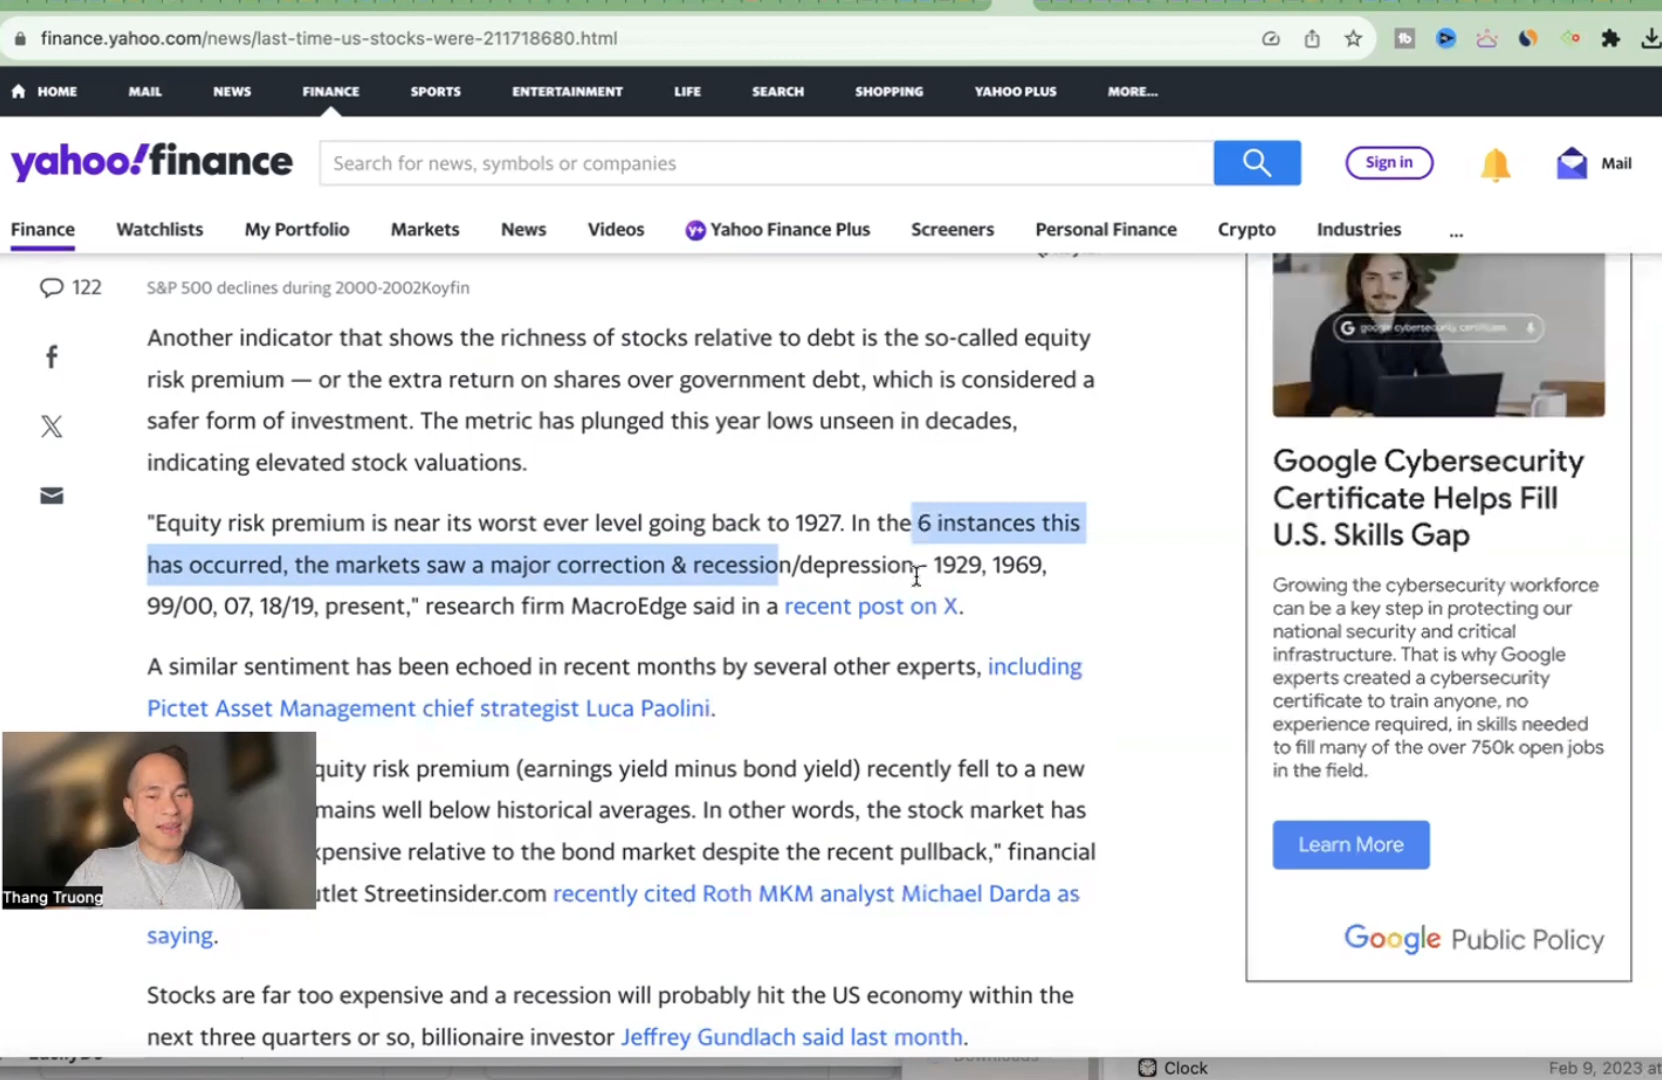 finance.yahoo.com/news/last-time-us-stocks-were-211718680.html
HOME MAIL NEWS FINANCE SPORTS ENTERTAINMENT LIFE SEARCH SHOPPING YAHOO PLUS MORE...
yahoo!finance Search for news, symbols or companies Sign in Mail
Finance Watchlists My Portfolio Markets News Videos Yahoo Finance Plus Screeners Personal Finance Crypto Industries ...
122
S&P 500 declines during 2000-2002Koyfin
Another indicator that shows the richness of stocks relative to debt is the so-called equity
risk premium — or the extra return on shares over government debt, which is considered a
safer form of investment. The metric has plunged this year lows unseen in decades,
indicating elevated stock valuations.
"Equity risk premium is near its worst ever level going back to 1927. In the 6 instances this
has occurred, the markets saw a major correction & recession/depression- 1929, 1969,
99/00, 07, 18/19, present," research firm MacroEdge said in a recent post on X.
A similar sentiment has been echoed in recent months by several other experts, including
Pictet Asset Management chief strategist Luca Paolini.
quity risk premium (earnings yield minus bond yield) recently fell to a new
mains well below historical averages. In other words, the stock market has
xpensive relative to the bond market despite the recent pullback," financial
utlet Streetinsider.com recently cited Roth MKM analyst Michael Darda as
saying.
Stocks are far too expensive and a recession will probably hit the US economy within the
next three quarters or so, billionaire investor Jeffrey Gundlach said last month.
Thang Truong
google cybersecurity certificate
Google Cybersecurity
Certificate Helps Fill
U.S. Skills Gap
Growing the cybersecurity workforce
can be a key step in protecting our
national security and critical
infrastructure. That is why Google
experts created a cybersecurity
certificate to train anyone, no
experience required, in skills needed
to fill many of the over 750k open jobs
in the field.
Learn More
Google Public Policy
Downloads
Clock
Feb 9, 2023 at